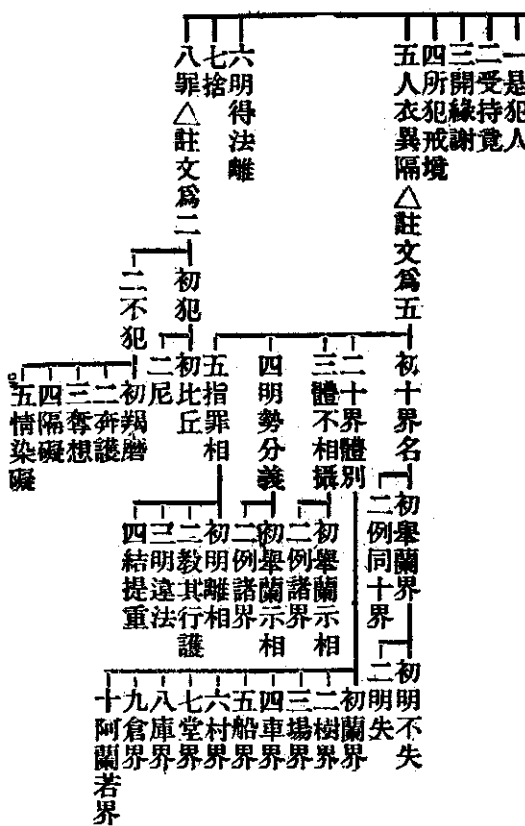 一是犯人
二受持竟
三開緣謝
四所犯戒境
五人衣異隔△註文爲五
六明得法離
七捨
八罪△註文爲二
初十界名
二十界體別
三體不相攝
四明勢分義
五指罪相
初舉蘭界
二例同十界
初明不失
二明失
初蘭界
二樹界
三場界
四車界
五船界
六村界
七堂界
八庫界
九倉界
十阿蘭若界
初舉蘭示相
二例諸界
初舉蘭示相
二例諸界
初明離相
二教其行護
三明遠法
四結提重
初犯
二不犯
初比丘
二尼
初羯磨
二奔護
三奪想
四隔礙
五情染礙